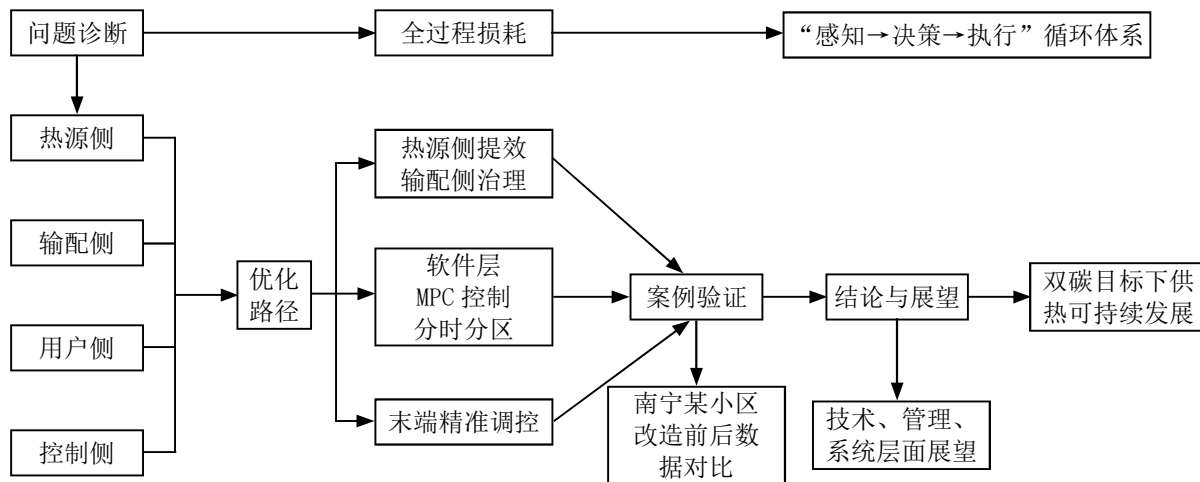 问题诊断
全过程损耗
“感知→决策→执行”循环体系
热源侧
输配侧
用户侧
控制侧
优化
路径
热源侧提效
输配侧治理
软件层
MPC 控制
分时分区
末端精准调控
案例验证
南宁某小区
改造前后数
据对比
结论与展望
技术、管理、
系统层面展望
双碳目标下供
热可持续发展